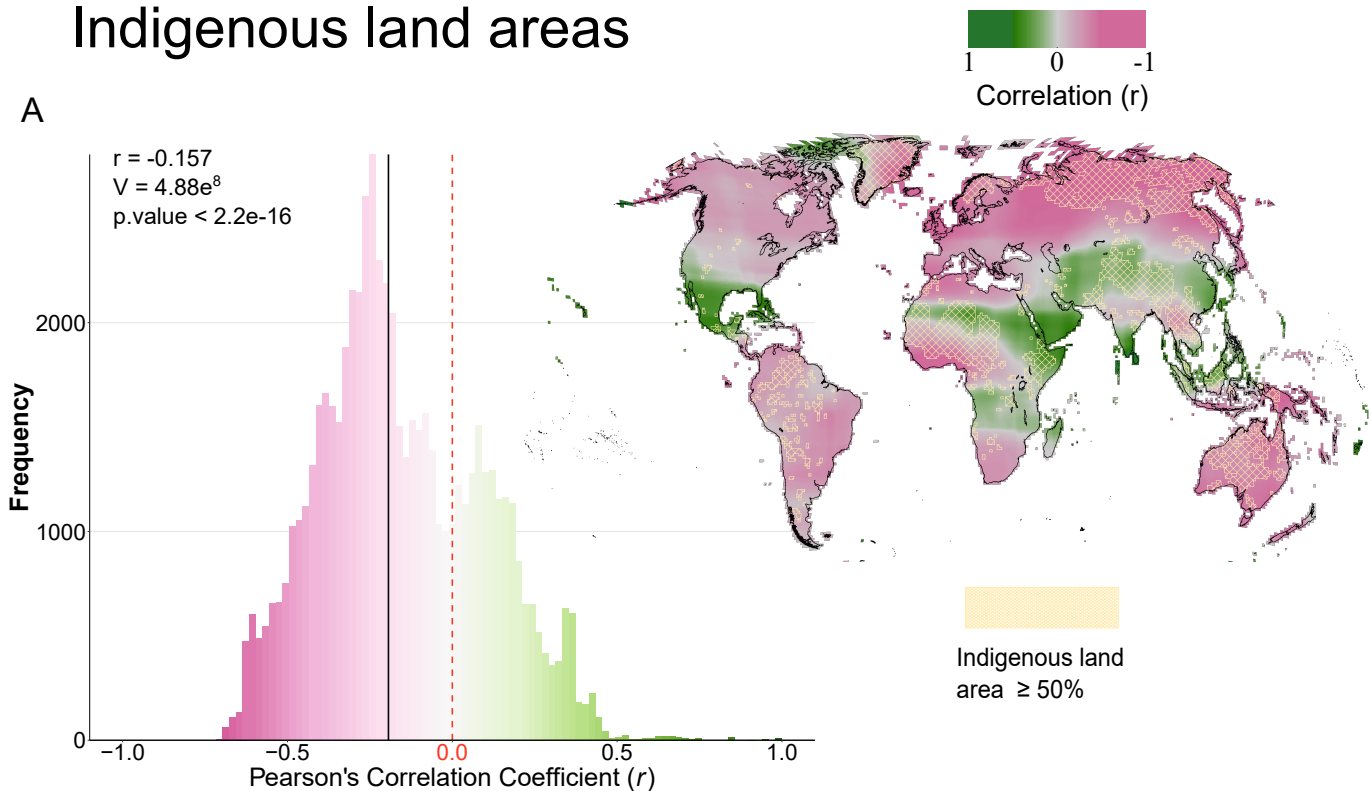 Indigenous land areas
1 0 -1
Correlation (r)
A
r = -0.157
V = 4.88e⁸
p.value < 2.2e-16
Frequency
2000
1000
0
−1.0 −0.5 0.0 0.5 1.0
Pearson's Correlation Coefficient (r)
Indigenous land
area ≥ 50%